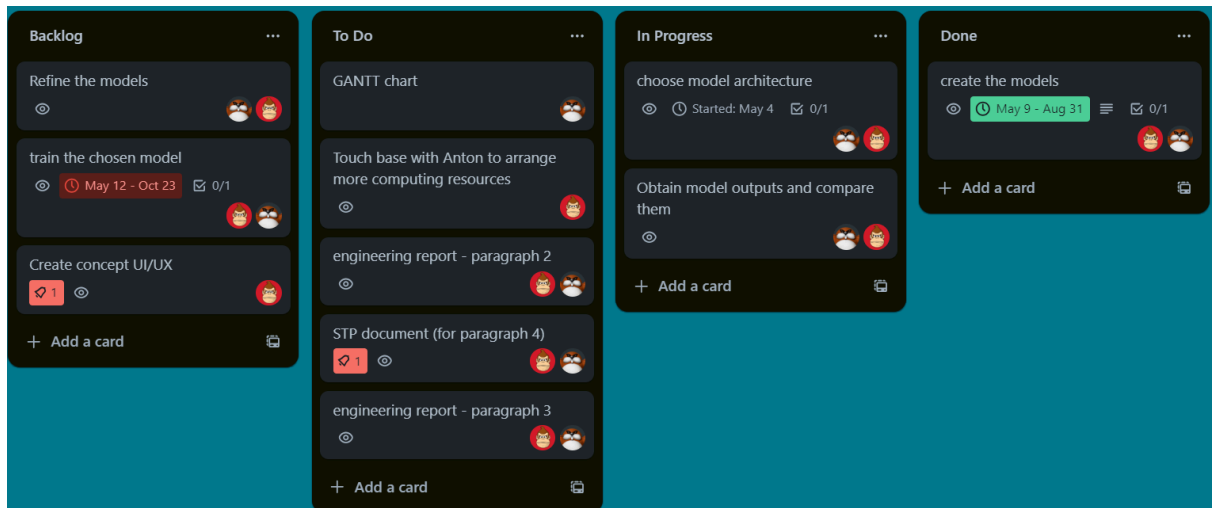 Backlog
Refine the models
train the chosen model
May 12 - Oct 23
0/1
Create concept UI/UX
1
Add a card
To Do
GANTT chart
Touch base with Anton to arrange
more computing resources
engineering report - paragraph 2
STP document (for paragraph 4)
1
engineering report - paragraph 3
Add a card
In Progress
choose model architecture
Started: May 4
0/1
Obtain model outputs and compare
them
Add a card
Done
create the models
May 9 - Aug 31
0/1
Add a card